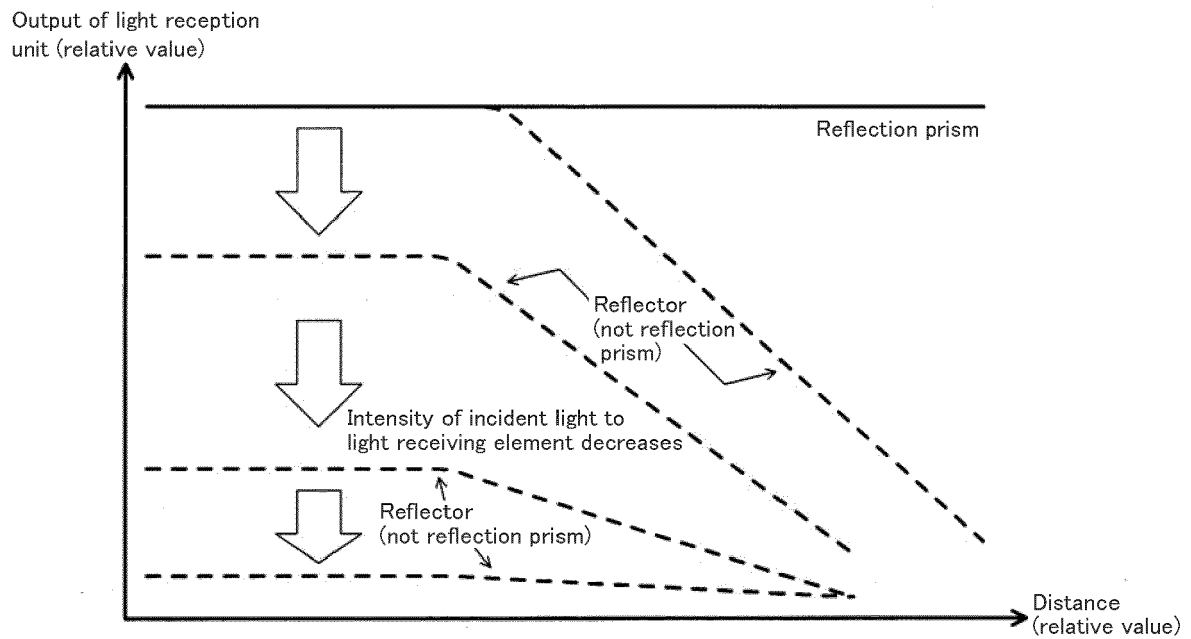 Output of light reception
unit (relative value)
Reflection prism
Reflector
(not reflection
prism)
Intensity of incident light to
light receiving element decreases
Reflector
(not reflection prism)
Distance
(relative value)